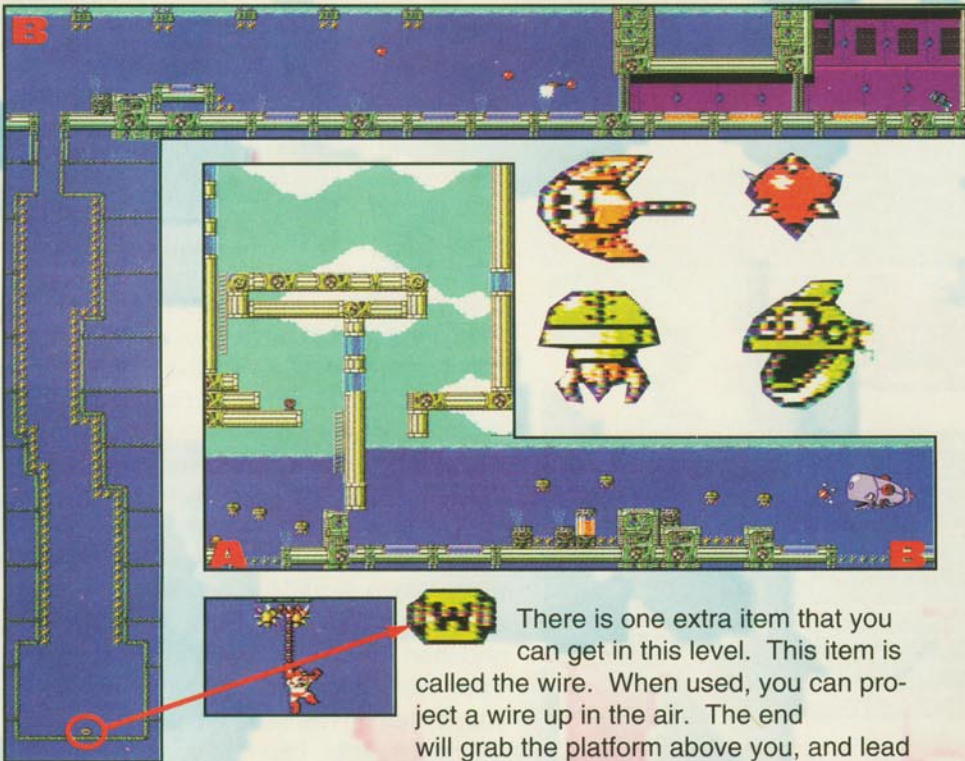 B
A
B
W
There is one extra item that you
can get in this level. This item is
called the wire. When used, you can pro-
ject a wire up in the air. The end
will grab the platform above you, and lead